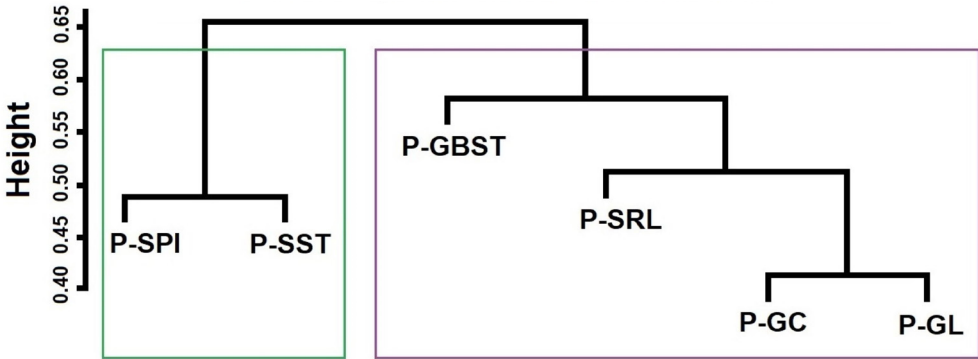 Height
0.65
0.60
0.55
0.50
0.45
0.40
P-GBST
P-SRL
P-SPI
P-SST
P-GC
P-GL